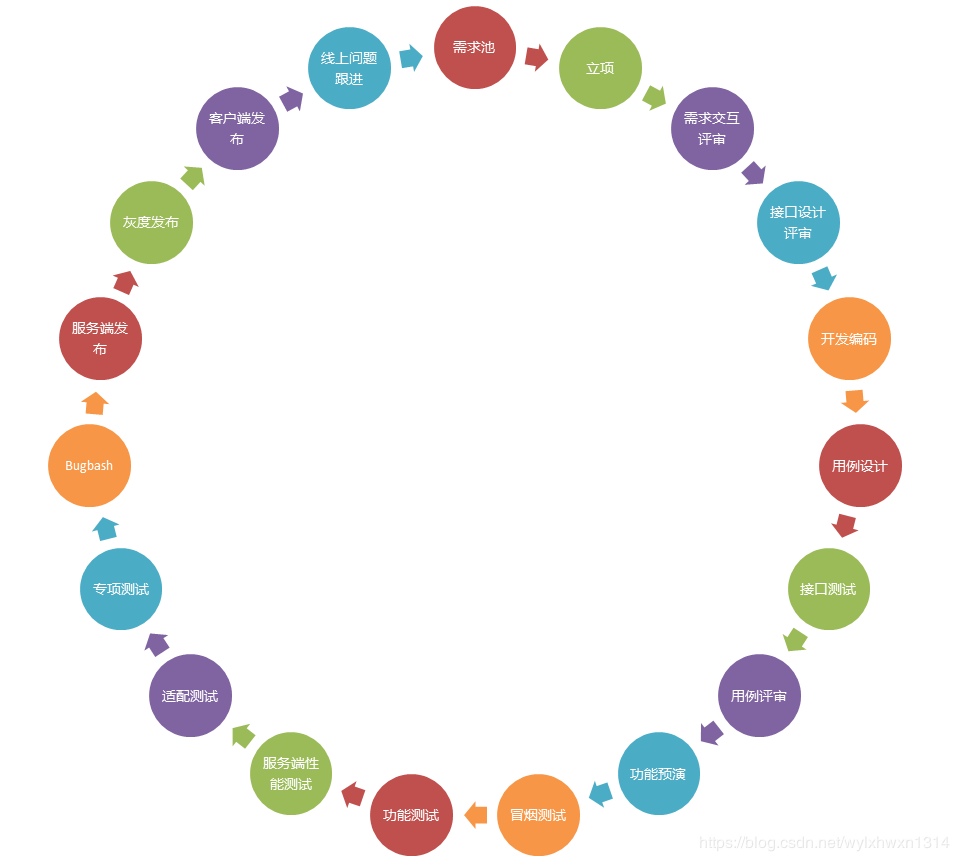 需求池
立项
需求交互
评审
接口设计
评审
开发编码
用例设计
接口测试
用例评审
功能预演
冒烟测试
功能测试
服务端性
能测试
适配测试
专项测试
Bugbash
服务端发
布
灰度发布
客户端发
布
线上问题
跟进
https://blog.csdn.net/wylxhwxn1314